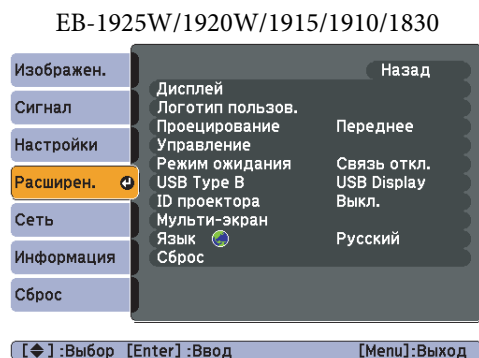 EB-1925W/1920W/1915/1910/1830
Изображен.
Сигнал
Настройки
Расширен.
Сеть
Информация
Сброс
Назад
Дисплей
Логотип пользов.
Проецирование Переднее
Управление
Режим ожидания Связь откл.
USB Type B USB Display
ID проектора Выкл.
Мульти-экран
Язык Русский
Сброс
[◆] :Выбор [Enter] :Ввод [Menu]:Выход